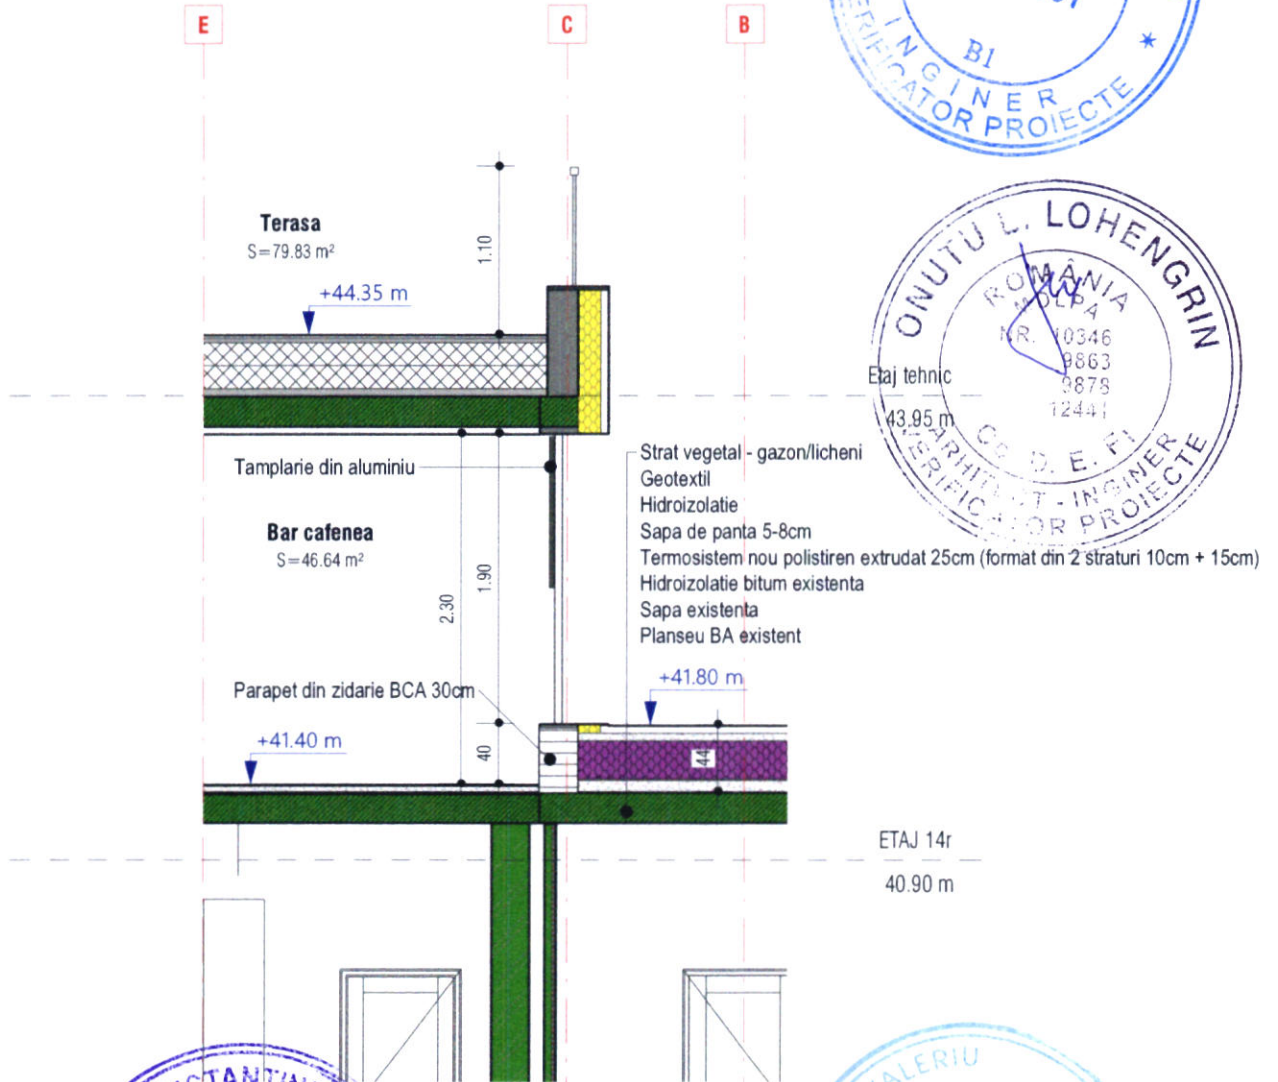 E
C
B
B1
INGINER
VERIFICATOR PROIECTE
ONUTU L. LOHENGRIN
ROMÂNIA
NR. 10346
9863
9878
12441
Cc. D. E. Fi
ARHITECT - INGINER
VERIFICATOR PROIECTE
Terasa
S=79.83 m²
1.10
+44.35 m
Etaj tehnic
43.95 m
Tamplarie din aluminiu
Strat vegetal - gazon/licheni
Geotextil
Hidroizolatie
Sapa de panta 5-8cm
Termosistem nou polistiren extrudat 25cm (format din 2 straturi 10cm + 15cm)
Hidroizolatie bitum existenta
Sapa existenta
Planseu BA existent
Bar cafenea
S=46.64 m²
2.30
1.90
+41.80 m
Parapet din zidarie BCA 30cm
+41.40 m
40
44
ETAJ 14r
40.90 m
VALERIU